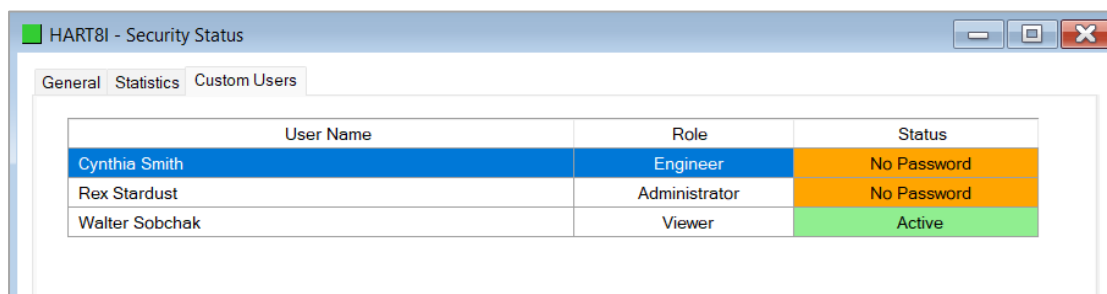 HART8I - Security Status
General Statistics Custom Users
User Name Role Status
Cynthia Smith Engineer No Password
Rex Stardust Administrator No Password
Walter Sobchak Viewer Active